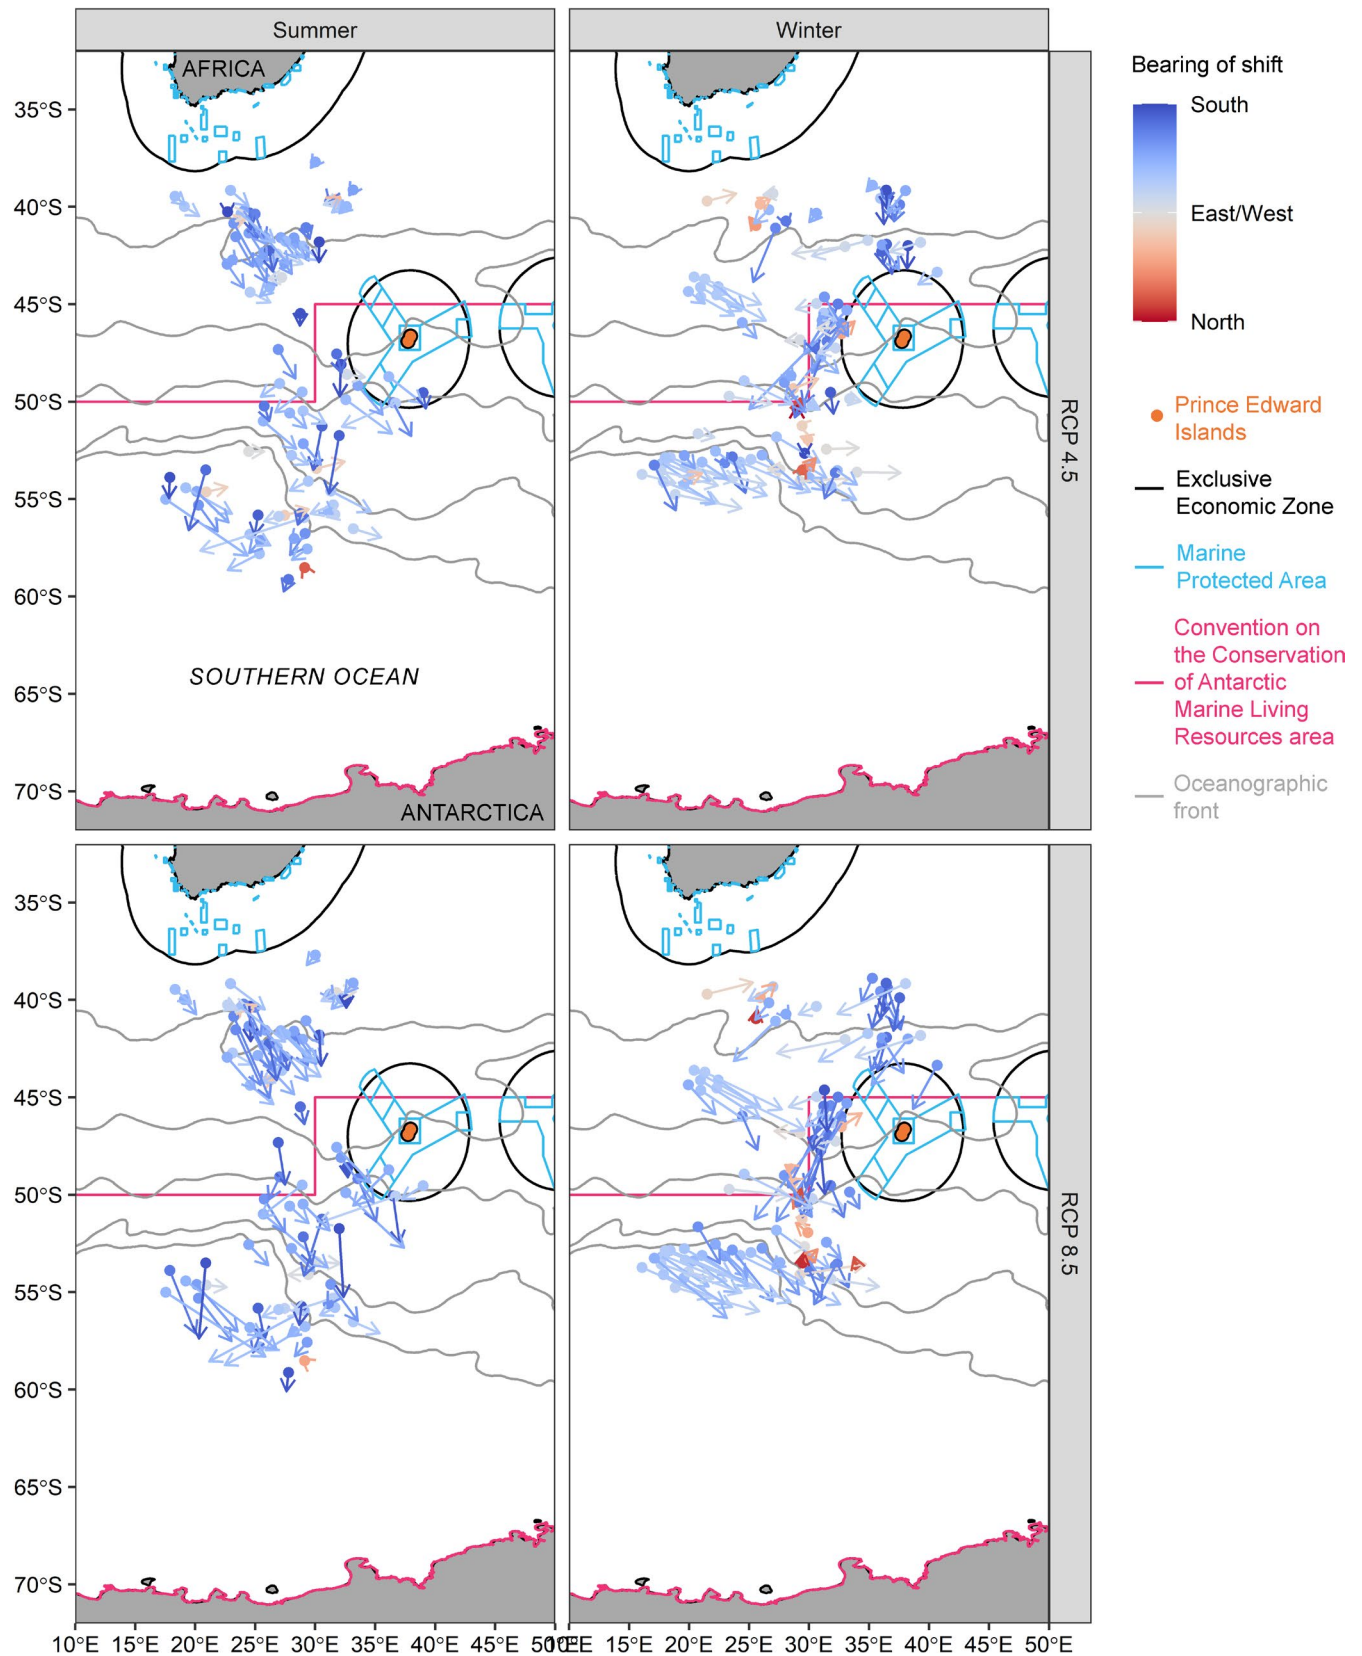 Summer
Winter
AFRICA
35°S
40°S
45°S
50°S
55°S
60°S
65°S
70°S
SOUTHERN OCEAN
ANTARCTICA
RCP 4.5
35°S
40°S
45°S
50°S
55°S
60°S
65°S
70°S
RCP 8.5
10°E 15°E 20°E 25°E 30°E 35°E 40°E 45°E 50°E
10°E 15°E 20°E 25°E 30°E 35°E 40°E 45°E 50°E
Bearing of shift
South
East/West
North
Prince Edward
Islands
Exclusive
Economic Zone
Marine
Protected Area
Convention on
the Conservation
of Antarctic
Marine Living
Resources area
Oceanographic
front